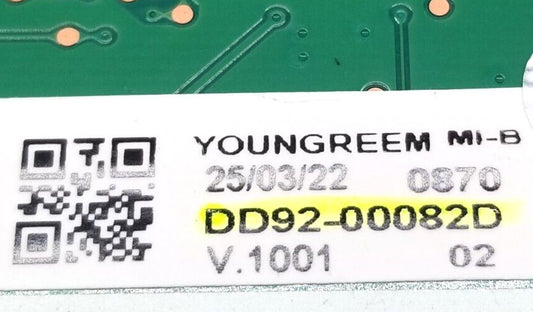 YOUNGREEM MI-B
25/03/22 0870
DD92-00082D
V.1001 02